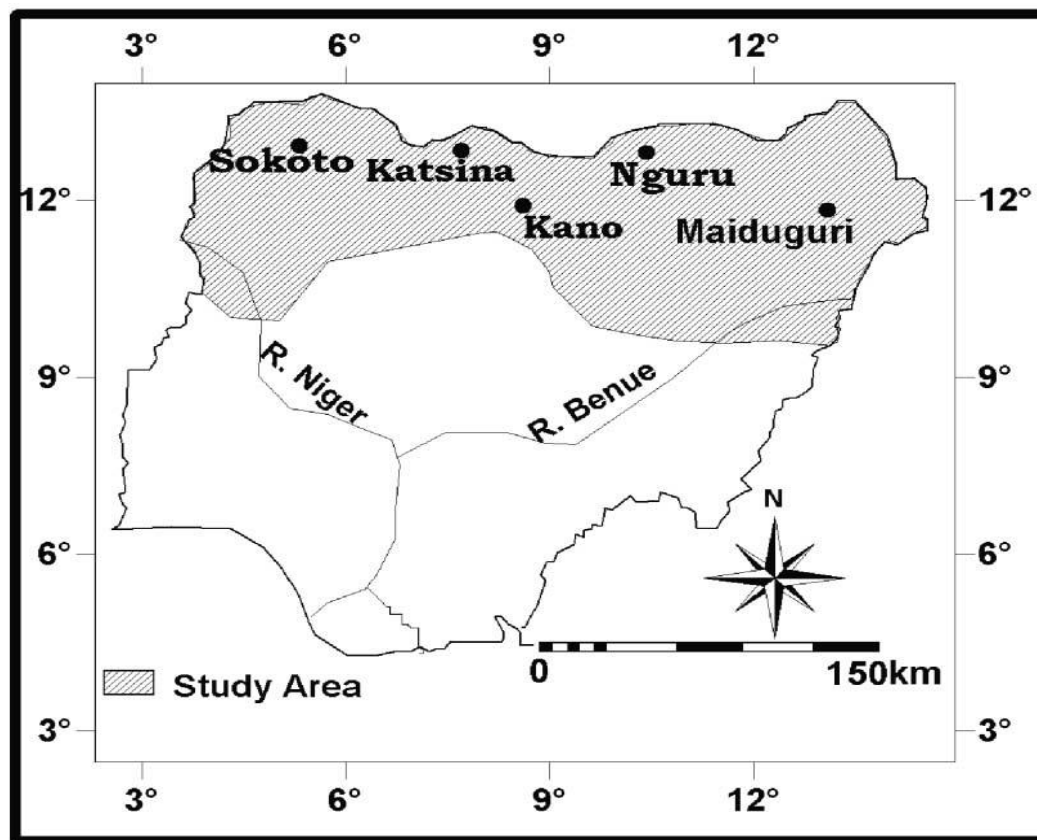 3° 6° 9° 12°
Sokoto
Katsina
Nguru
12° 12°
Kano
Maiduguri
R. Niger
R. Benue
9° 9°
N
6° 6°
0 150km
Study Area
3° 3°
3° 6° 9° 12°